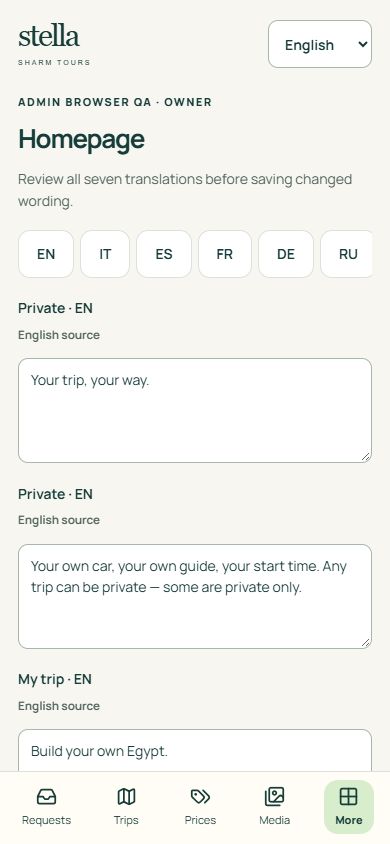 stella
SHARM TOURS
English
ADMIN BROWSER QA · OWNER
Homepage
Review all seven translations before saving changed
wording.
EN IT ES FR DE RU
Private · EN
English source
Your trip, your way.
Private · EN
English source
Your own car, your own guide, your start time. Any
trip can be private — some are private only.
My trip · EN
English source
Build your own Egypt.
Requests Trips Prices Media More